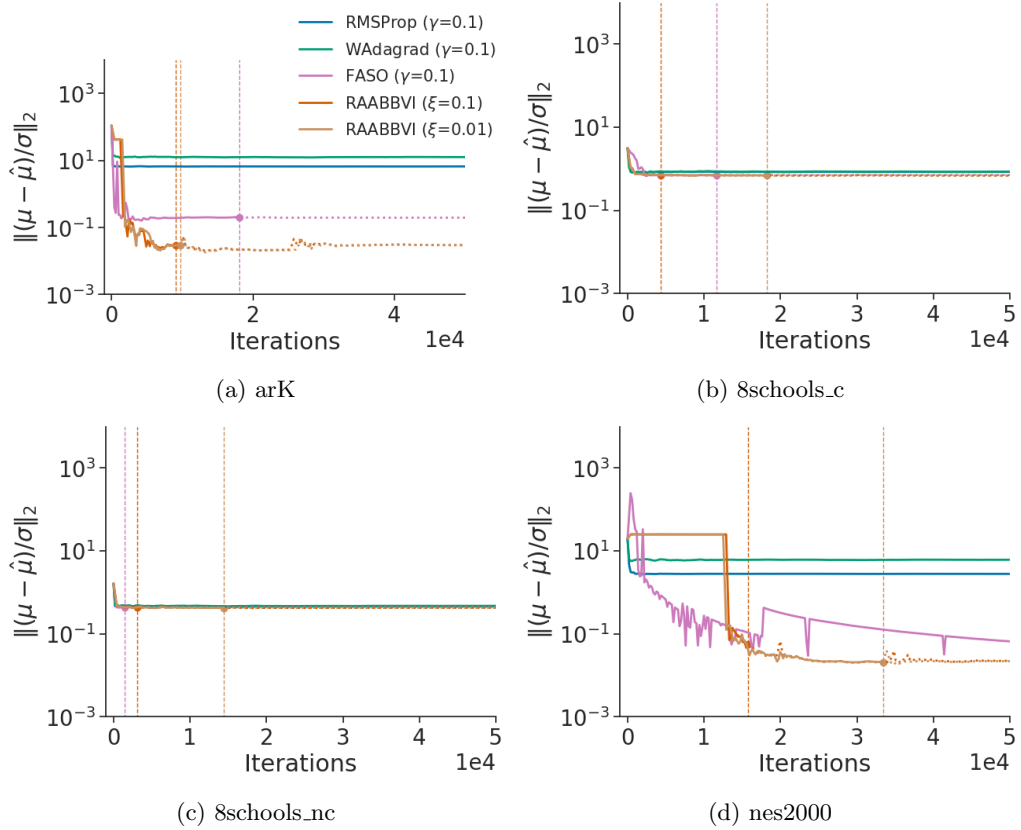 RMSProp (γ=0.1)
WAdagrad (γ=0.1)
FASO (γ=0.1)
RAABBVI (ξ=0.1)
RAABBVI (ξ=0.01)
‖(μ − μ̂)/σ‖₂
10³
10¹
10⁻¹
10⁻³
0 2 4
1e4
Iterations
(a) arK
‖(μ − μ̂)/σ‖₂
10³
10¹
10⁻¹
10⁻³
0 1 2 3 4 5
1e4
Iterations
(b) 8schools_c
‖(μ − μ̂)/σ‖₂
10³
10¹
10⁻¹
10⁻³
0 1 2 3 4 5
1e4
Iterations
(c) 8schools_nc
‖(μ − μ̂)/σ‖₂
10³
10¹
10⁻¹
10⁻³
0 1 2 3 4 5
1e4
Iterations
(d) nes2000